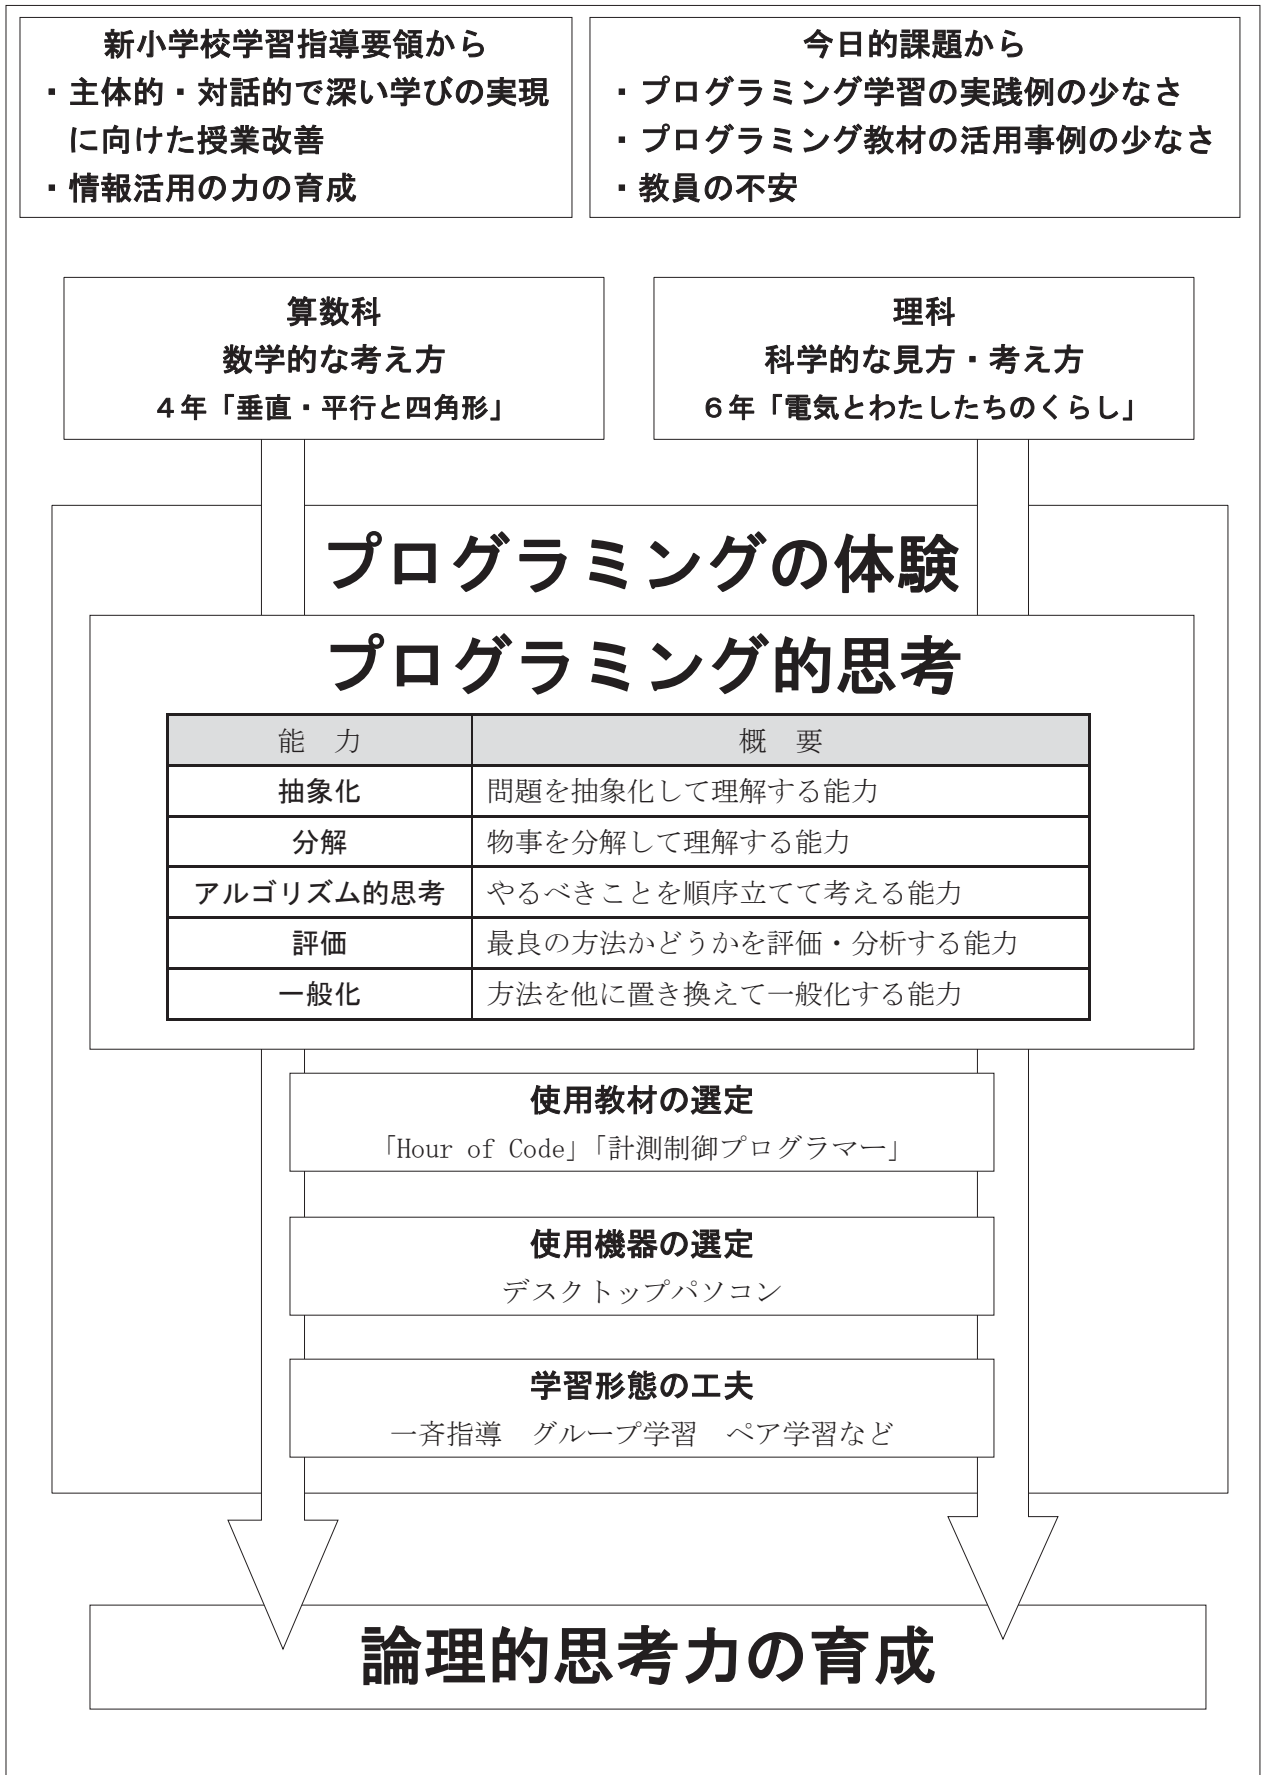 新小学校学習指導要領から
・主体的・対話的で深い学びの実現
に向けた授業改善
・情報活用の力の育成
今日的課題から
・プログラミング学習の実践例の少なさ
・プログラミング教材の活用事例の少なさ
・教員の不安
算数科
数学的な考え方
4年「垂直・平行と四角形」
理科
科学的な見方・考え方
6年「電気とわたしたちのくらし」
プログラミングの体験
プログラミング的思考
能　力　概　要
抽象化　問題を抽象化して理解する能力
分解　物事を分解して理解する能力
アルゴリズム的思考　やるべきことを順序立てて考える能力
評価　最良の方法かどうかを評価・分析する能力
一般化　方法を他に置き換えて一般化する能力
使用教材の選定
「Hour of Code」「計測制御プログラマー」
使用機器の選定
デスクトップパソコン
学習形態の工夫
一斉指導　グループ学習　ペア学習など
論理的思考力の育成